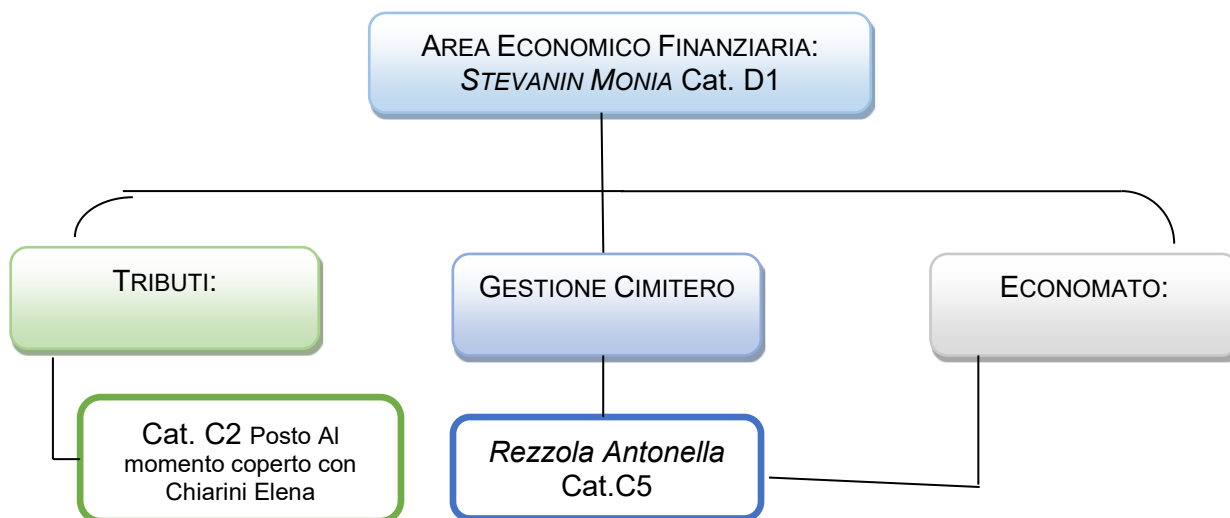 AREA ECONOMICO FINANZIARIA:
STEVANIN MONIA Cat. D1
TRIBUTI:
GESTIONE CIMITERO
ECONOMATO:
Cat. C2 Posto Al
momento coperto con
Chiarini Elena
Rezzola Antonella
Cat.C5